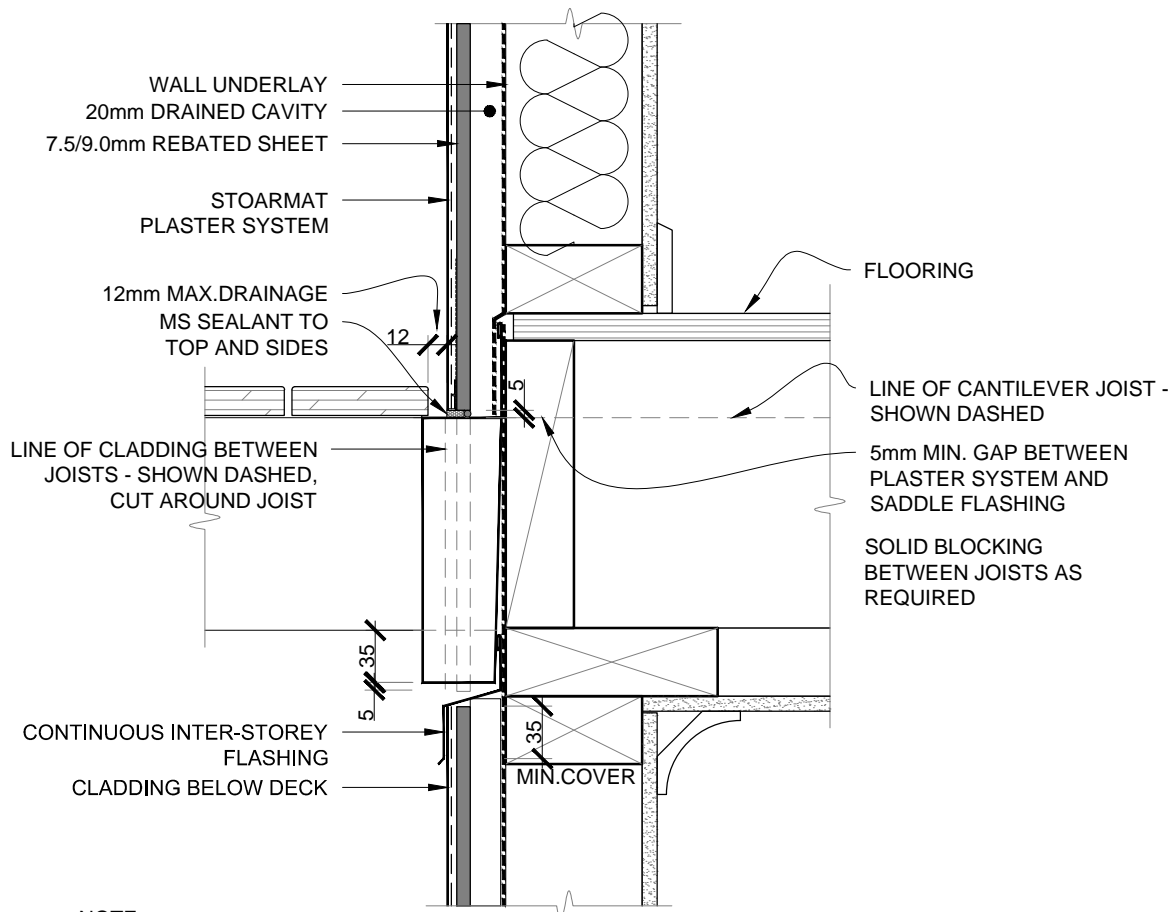 WALL UNDERLAY
20mm DRAINED CAVITY
7.5/9.0mm REBATED SHEET
STOARMAT
PLASTER SYSTEM
12mm MAX.DRAINAGE
MS SEALANT TO
TOP AND SIDES
12
5
FLOORING
LINE OF CANTILEVER JOIST -
SHOWN DASHED
5mm MIN. GAP BETWEEN
PLASTER SYSTEM AND
SADDLE FLASHING
SOLID BLOCKING
BETWEEN JOISTS AS
REQUIRED
LINE OF CLADDING BETWEEN
JOISTS - SHOWN DASHED,
CUT AROUND JOIST
35
5
CONTINUOUS INTER-STOREY
FLASHING
CLADDING BELOW DECK
35
MIN.COVER